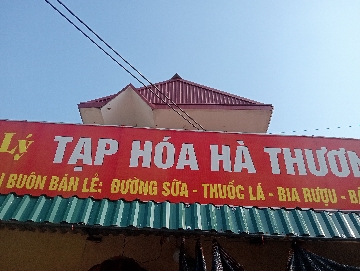 Lý TẠP HÓA HÀ THƯƠ
BUÔN BÁN LẺ: ĐƯỜNG SỮA - THUỐC LÁ - BIA RƯỢU - B